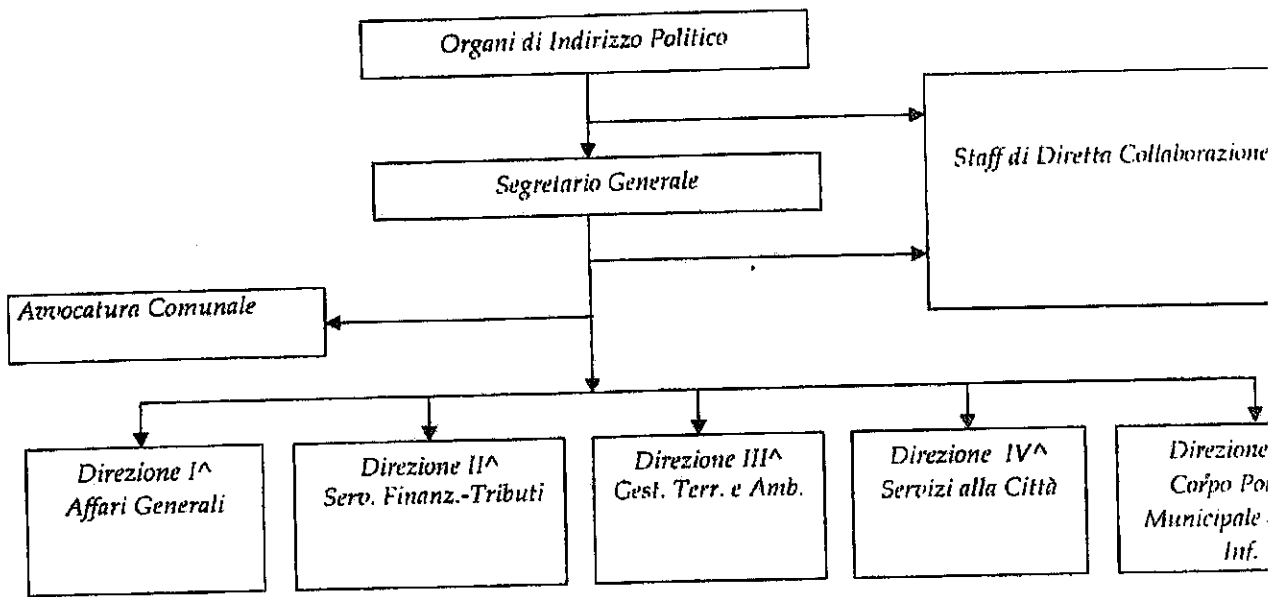 Organi di Indirizzo Politico
Staff di Diretta Collaborazione
Segretario Generale
Avvocatura Comunale
Direzione I^
Affari Generali
Direzione II^
Serv. Finanz.-Tributi
Direzione III^
Gest. Terr. e Amb.
Direzione IV^
Servizi alla Città
Direzione
Corpo
Municipale
Inf.